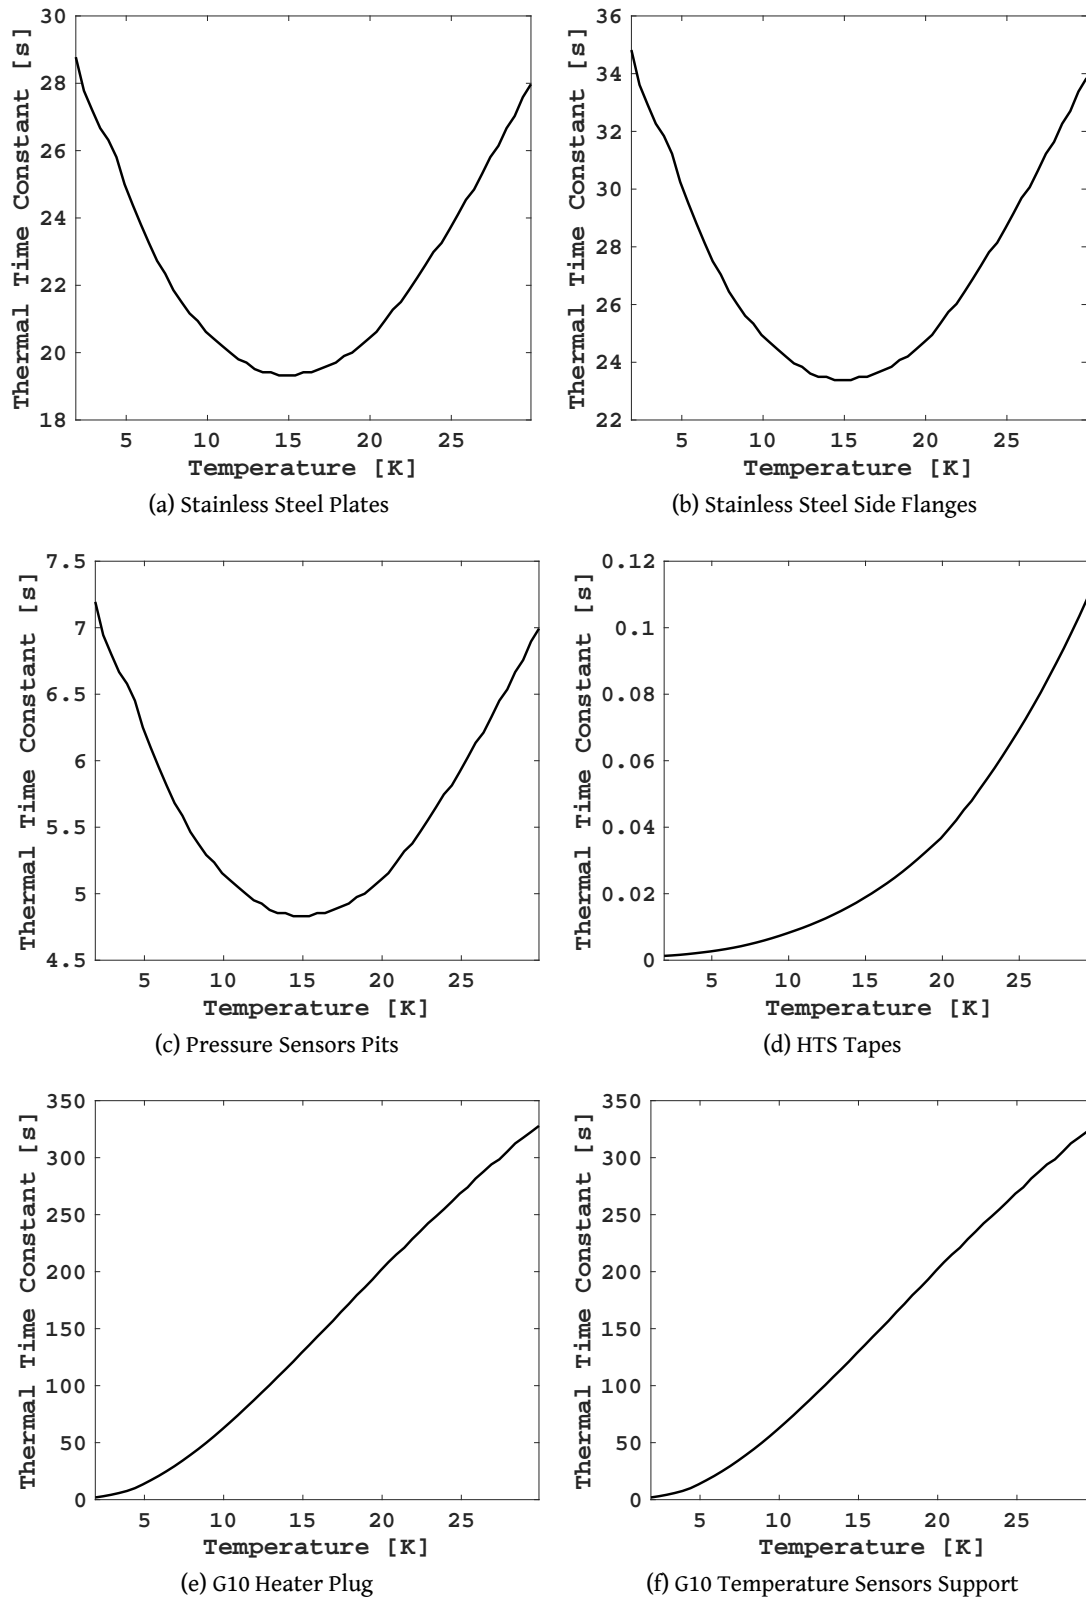 30
28
26
24
22
20
18
Thermal Time Constant [s]
5 10 15 20 25
Temperature [K]
(a) Stainless Steel Plates
36
34
32
30
28
26
24
22
Thermal Time Constant [s]
5 10 15 20 25
Temperature [K]
(b) Stainless Steel Side Flanges
7.5
7
6.5
6
5.5
5
4.5
Thermal Time Constant [s]
5 10 15 20 25
Temperature [K]
(c) Pressure Sensors Pits
0.12
0.1
0.08
0.06
0.04
0.02
0
Thermal Time Constant [s]
5 10 15 20 25
Temperature [K]
(d) HTS Tapes
350
300
250
200
150
100
50
0
Thermal Time Constant [s]
5 10 15 20 25
Temperature [K]
(e) G10 Heater Plug
350
300
250
200
150
100
50
0
Thermal Time Constant [s]
5 10 15 20 25
Temperature [K]
(f) G10 Temperature Sensors Support